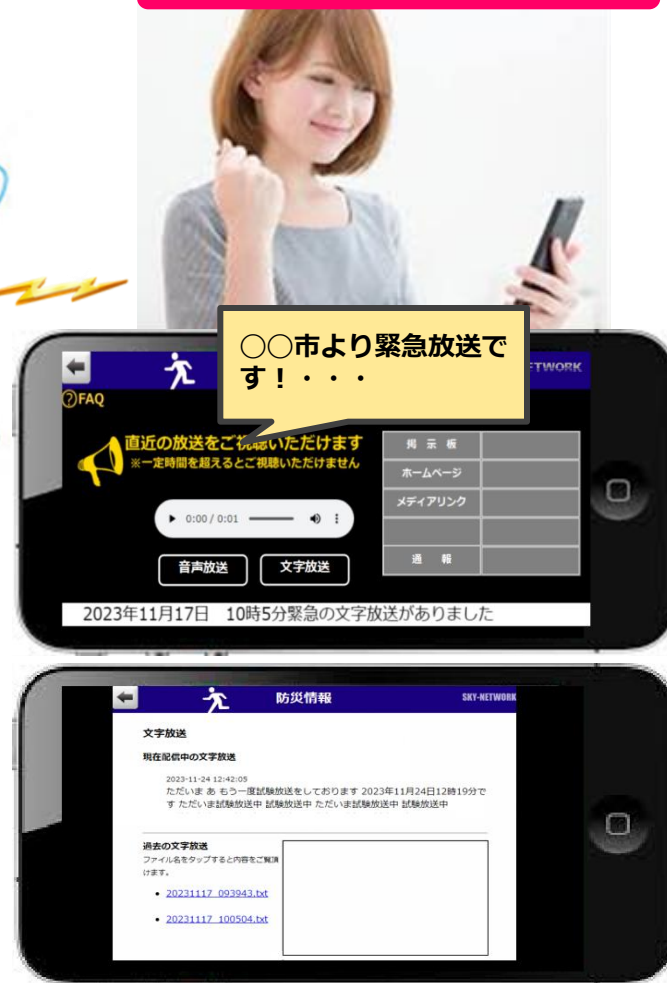 ○○市より緊急放送で
す！・・・
TWORK
?FAQ
直近の放送をご視聴いただけます
※一定時間を超えるとご視聴いただけません
0:00 / 0:01
音声放送
文字放送
掲 示 板
ホームページ
メディアリンク
通 報
2023年11月17日 10時5分緊急の文字放送がありました
防災情報
SKY-NETWORK
文字放送
現在配信中の文字放送
2023-11-24 12:42:05
ただいま あ もう一度試験放送をしております 2023年11月24日12時19分で
す ただいま試験放送中 試験放送中 ただいま試験放送中 試験放送中
過去の文字放送
ファイル名をタップすると内容をご覧頂
けます。
20231117_093943.txt
20231117_100504.txt